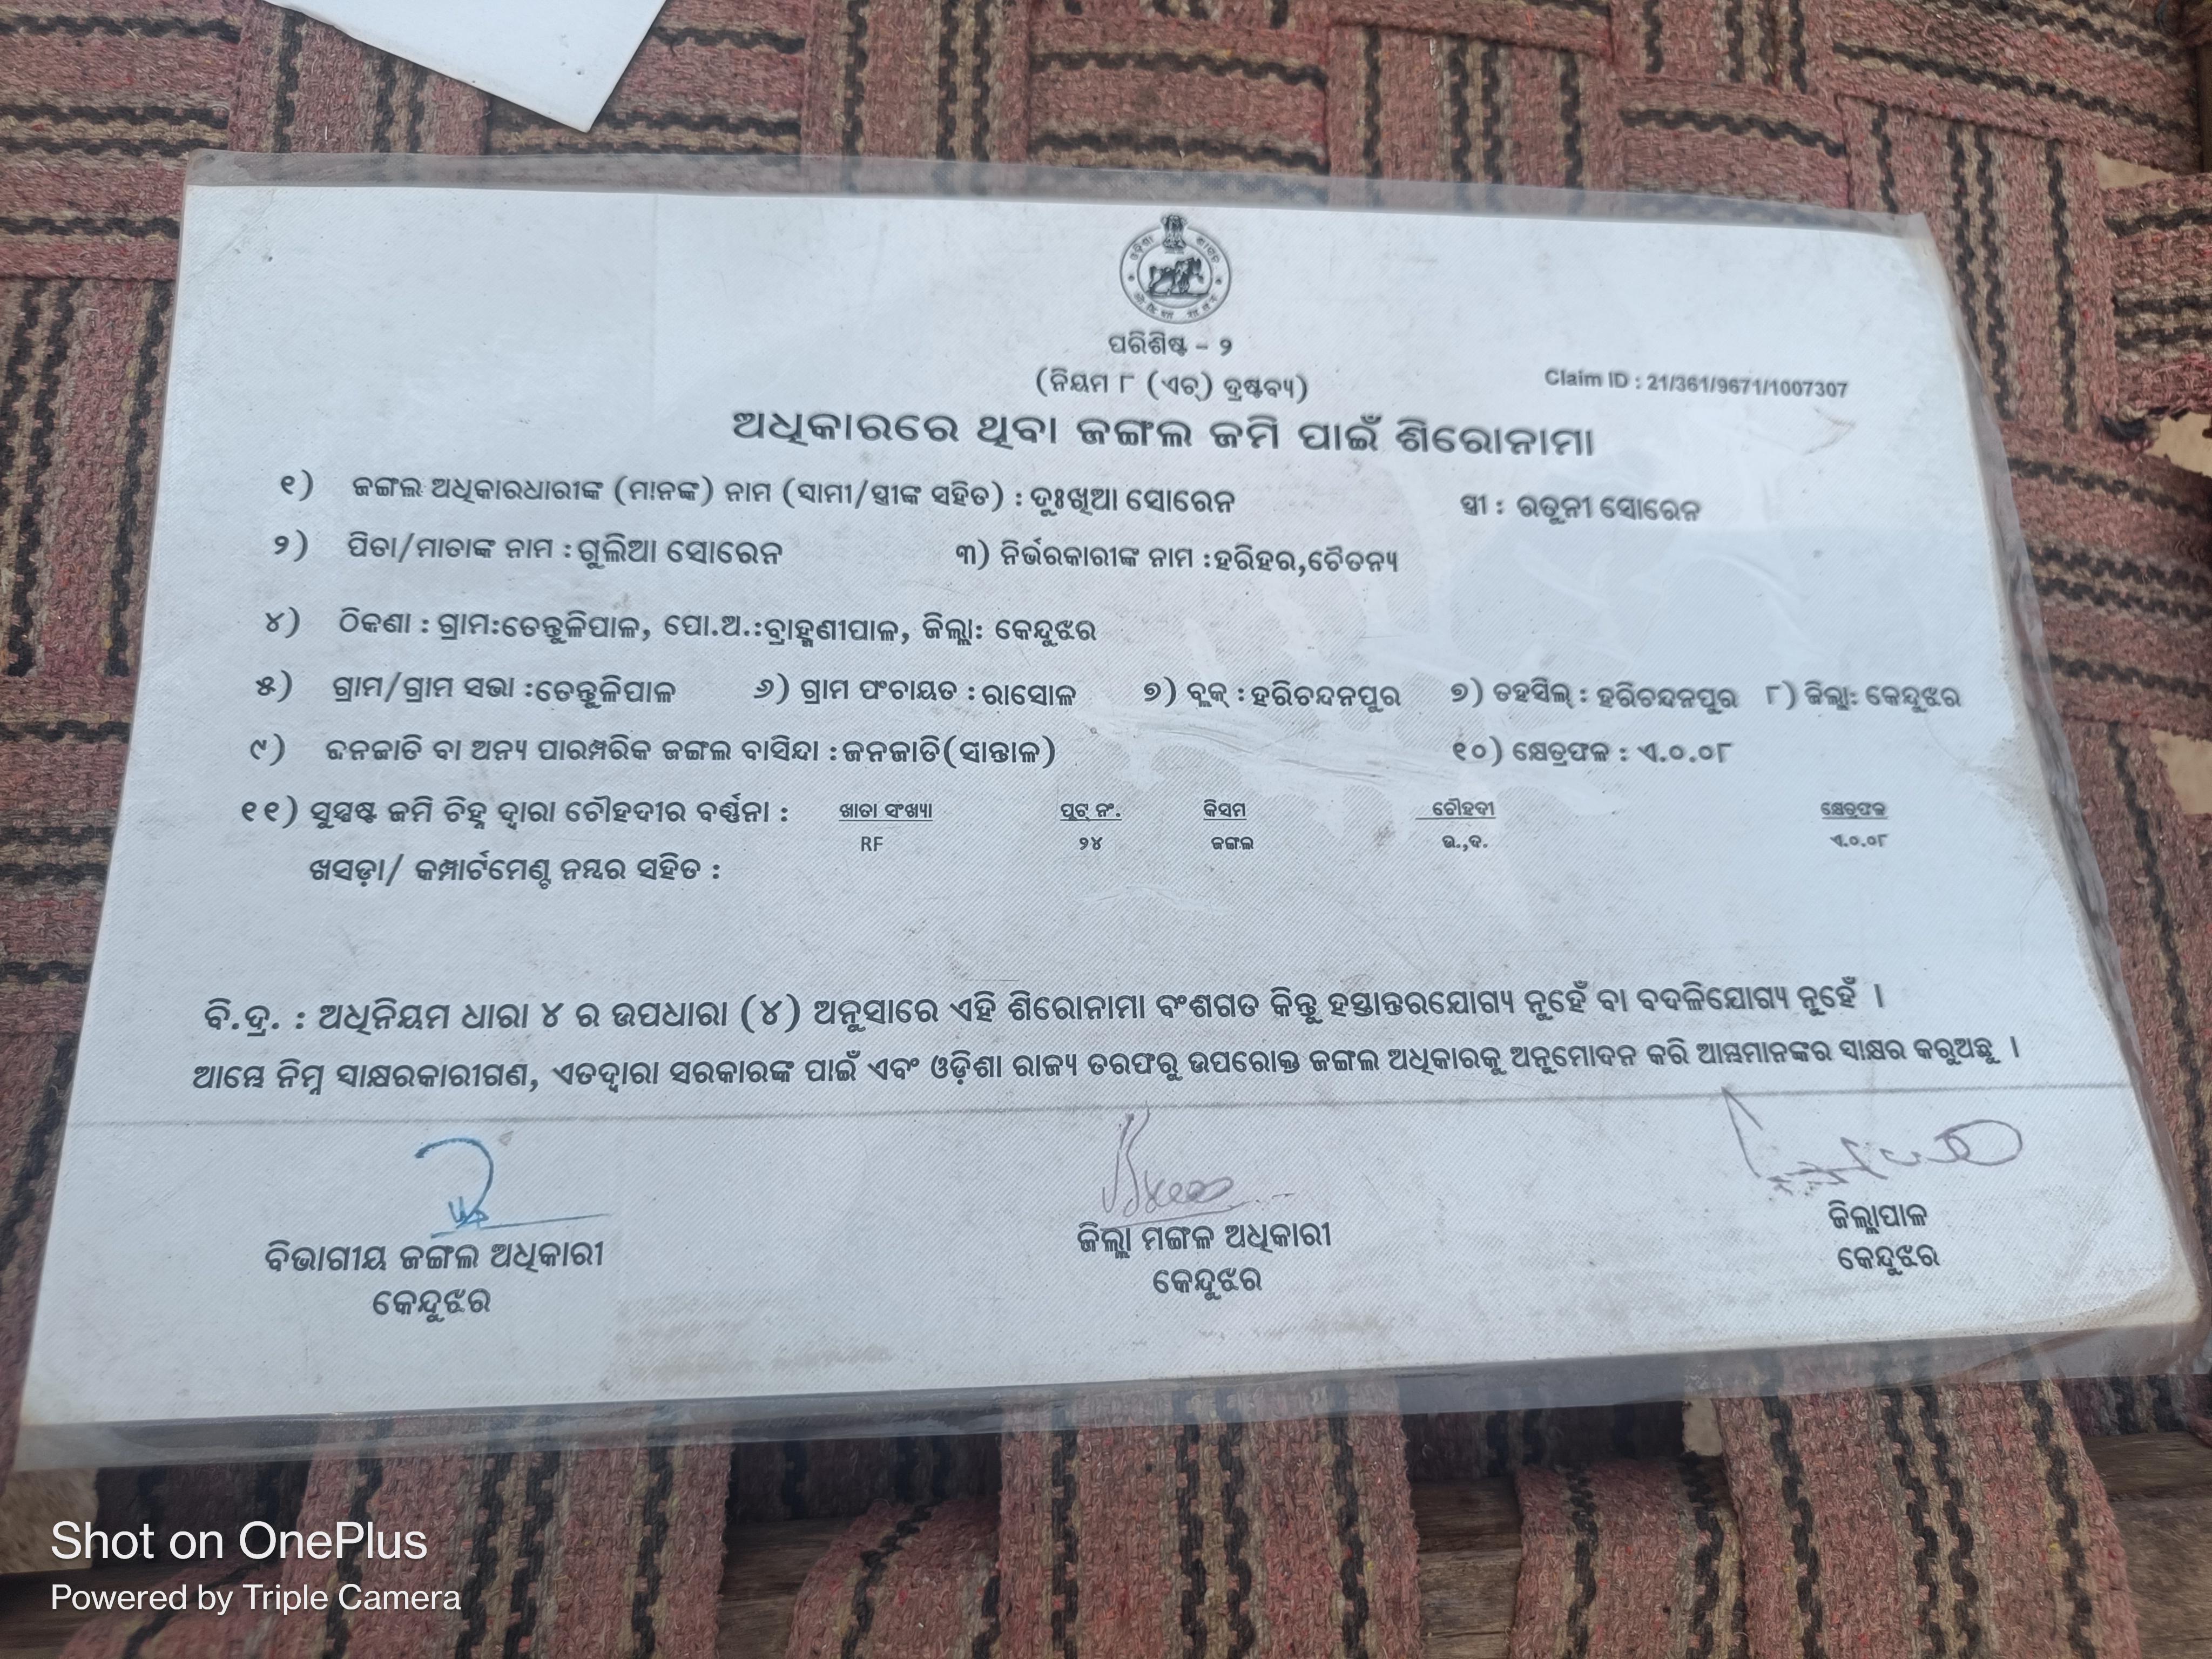 ଓଡ଼ିଶା ଶାସନ
ପରିଶିଷ୍ଟ - ୨
(ନିୟମ ୮ (ଏଚ୍) ଦ୍ରଷ୍ଟବ୍ୟ)
Claim ID : 21/361/9671/1007307
ଅଧିକାରରେ ଥିବା ଜଙ୍ଗଲ ଜମି ପାଇଁ ଶିରୋନାମା
୧) ଜଙ୍ଗଲ ଅଧିକାରଧାରୀଙ୍କ (ମାନଙ୍କ) ନାମ (ସ୍ଵାମୀ/ସ୍ତ୍ରୀଙ୍କ ସହିତ) : ଦୁଃଖିଆ ସୋରେନ ସ୍ତ୍ରୀ : ରତୁନୀ ସୋରେନ
୨) ପିତା/ମାତାଙ୍କ ନାମ : ଗୁଲିଆ ସୋରେନ ୩) ନିର୍ଭରକାରୀଙ୍କ ନାମ :ହରିହର,ଚୈତନ୍ୟ
୪) ଠିକଣା : ଗ୍ରାମ:ତେନ୍ତୁଳିପାଳ, ପୋ.ଅ.:ବ୍ରାହ୍ମଣୀପାଳ, ଜିଲ୍ଲା: କେନ୍ଦୁଝର
୫) ଗ୍ରାମ/ଗ୍ରାମ ସଭା :ତେନ୍ତୁଳିପାଳ ୬) ଗ୍ରାମ ପଂଚାୟତ : ରାସୋଳ ୭) ବ୍ଲକ୍ : ହରିଚନ୍ଦନପୁର ୭) ତହସିଲ୍ : ହରିଚନ୍ଦନପୁର ୮) ଜିଲ୍ଲା: କେନ୍ଦୁଝର
୯) ଜନଜାତି ବା ଅନ୍ୟ ପାରମ୍ପରିକ ଜଙ୍ଗଲ ବାସିନ୍ଦା : ଜନଜାତି(ସାନ୍ତାଳ) ୧୦) କ୍ଷେତ୍ରଫଳ : ଏ.୦.୦୮
୧୧) ସୁସ୍ପଷ୍ଟ ଜମି ଚିହ୍ନ ଦ୍ଵାରା ଚୌହଦୀର ବର୍ଣ୍ଣନା : ଖାତା ସଂଖ୍ୟା ପ୍ଲଟ୍ ନଂ. କିସମ ଚୌହଦୀ କ୍ଷେତ୍ରଫଳ
RF ୨୪ ଜଙ୍ଗଲ ଉ.,ଦ. ଏ.୦.୦୮
ଖସଡ଼ା/ କମ୍ପାର୍ଟମେଣ୍ଟ ନମ୍ବର ସହିତ :
ବି.ଦ୍ର. : ଅଧିନିୟମ ଧାରା ୪ ର ଉପଧାରା (୪) ଅନୁସାରେ ଏହି ଶିରୋନାମା ବଂଶଗତ କିନ୍ତୁ ହସ୍ତାନ୍ତରଯୋଗ୍ୟ ନୁହେଁ ବା ବଦଳିଯୋଗ୍ୟ ନୁହେଁ ।
ଆମ୍ଭେ ନିମ୍ନ ସାକ୍ଷରକାରୀଗଣ, ଏତଦ୍ଵାରା ସରକାରଙ୍କ ପାଇଁ ଏବଂ ଓଡ଼ିଶା ରାଜ୍ୟ ତରଫରୁ ଉପରୋକ୍ତ ଜଙ୍ଗଲ ଅଧିକାରକୁ ଅନୁମୋଦନ କରି ଆମ୍ଭମାନଙ୍କର ସାକ୍ଷର କରୁଅଛୁ ।
ବିଭାଗୀୟ ଜଙ୍ଗଲ ଅଧିକାରୀ
କେନ୍ଦୁଝର
ଜିଲ୍ଲା ମଙ୍ଗଳ ଅଧିକାରୀ
କେନ୍ଦୁଝର
ଜିଲ୍ଲାପାଳ
କେନ୍ଦୁଝର
Shot on OnePlus
Powered by Triple Camera